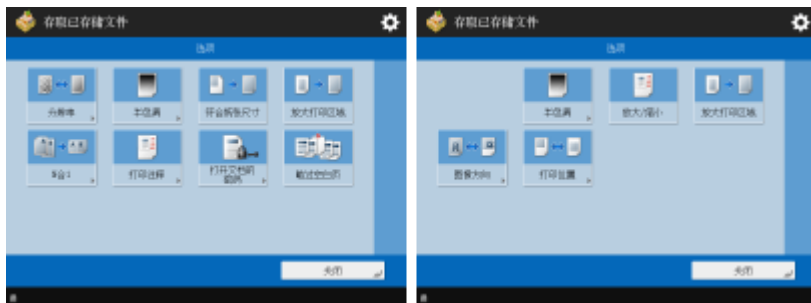 存取已存储文件
选项
分辨率
半色调
符合纸张尺寸
放大打印区域
N合1
打印注释
打开文档的
密码
略过空白页
关闭
存取已存储文件
选项
半色调
放大/缩小
放大打印区域
图像方向
打印位置
关闭